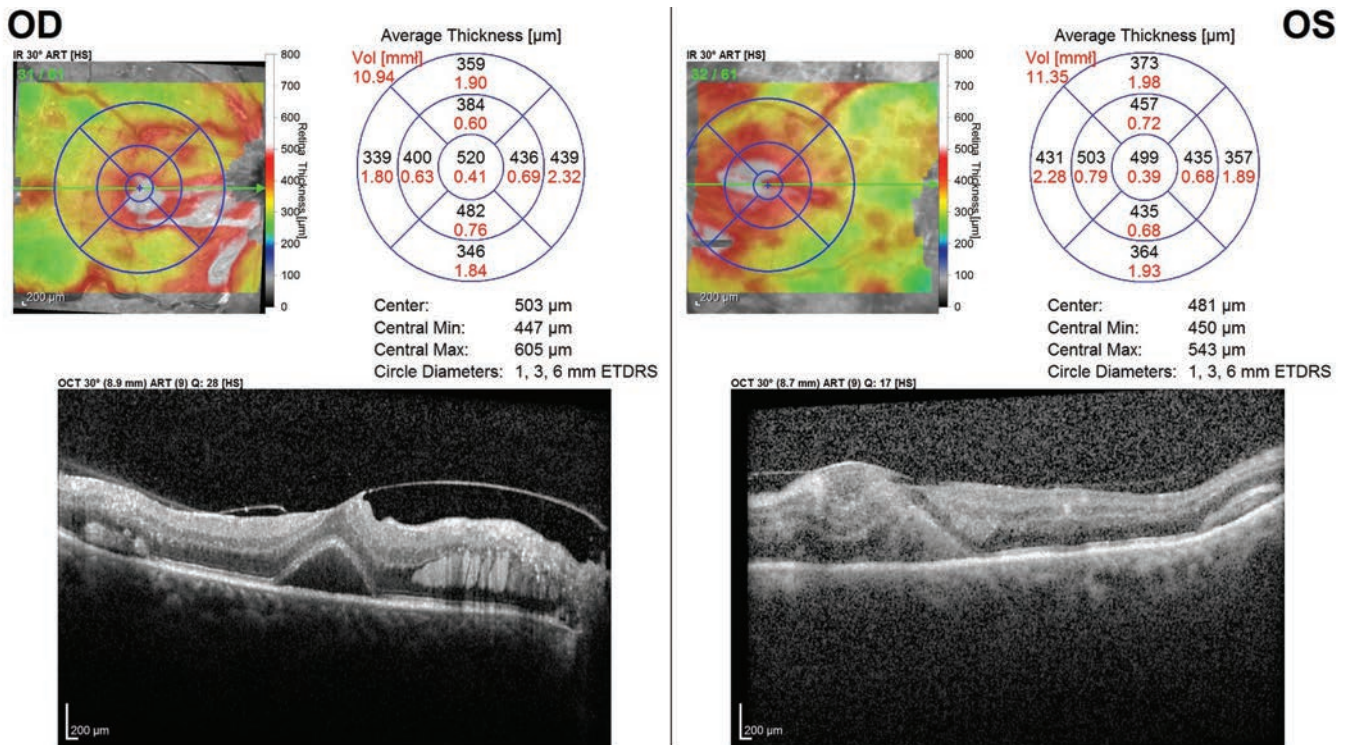 OD
IR 30° ART [HS]
31 / 61
800
700
600
500
400
300
200
100
0
Retina Thickness [µm]
200 µm
Average Thickness [µm]
Vol [mmł]
10.94
359
1.90
384
0.60
339 400 520 436 439
1.80 0.63 0.41 0.69 2.32
482
0.76
346
1.84
Center: 503 µm
Central Min: 447 µm
Central Max: 605 µm
Circle Diameters: 1, 3, 6 mm ETDRS
OCT 30° (8.9 mm) ART (9) Q: 28 [HS]
200 µm
OS
IR 30° ART [HS]
32 / 61
800
700
600
500
400
300
200
100
0
Retina Thickness [µm]
200 µm
Average Thickness [µm]
Vol [mmł]
11.35
373
1.98
457
0.72
431 503 499 435 357
2.28 0.79 0.39 0.68 1.89
435
0.68
364
1.93
Center: 481 µm
Central Min: 450 µm
Central Max: 543 µm
Circle Diameters: 1, 3, 6 mm ETDRS
OCT 30° (8.7 mm) ART (9) Q: 17 [HS]
200 µm